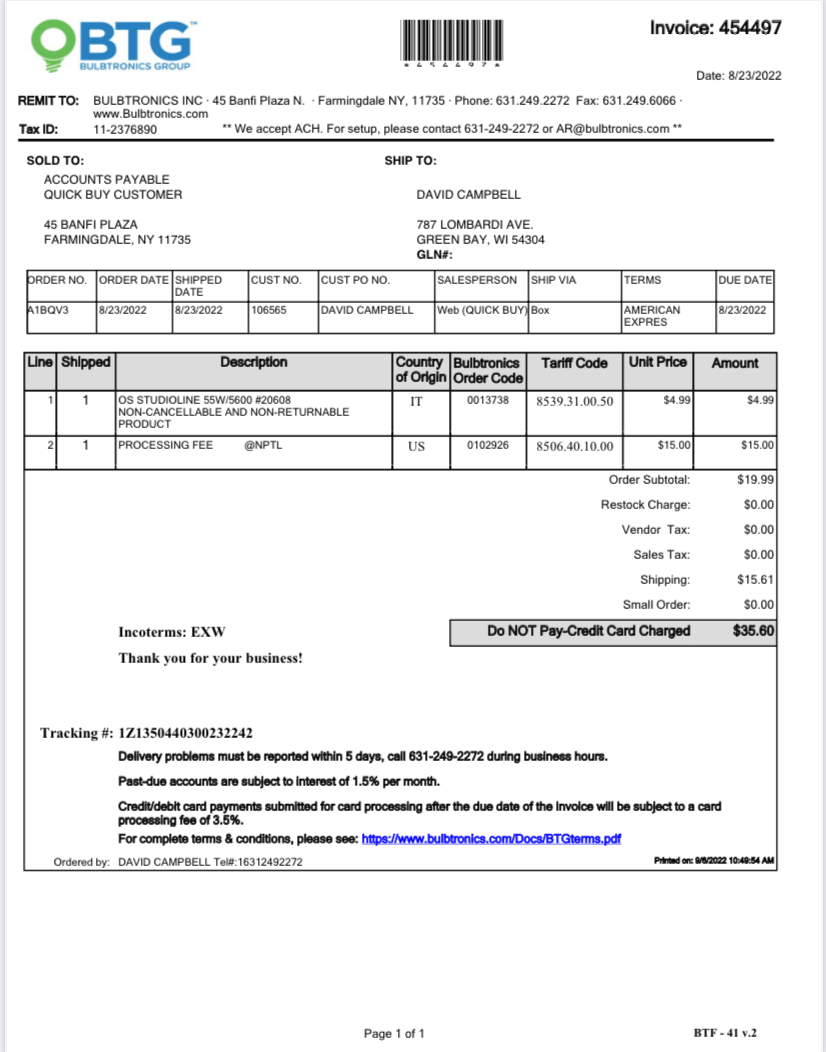 BTG™
BULBTRONICS GROUP
*454497*
Invoice: 454497
Date: 8/23/2022
REMIT TO: BULBTRONICS INC · 45 Banfi Plaza N. · Farmingdale NY, 11735 · Phone: 631.249.2272 Fax: 631.249.6066 ·
www.Bulbtronics.com
Tax ID: 11-2376890 ** We accept ACH. For setup, please contact 631-249-2272 or AR@bulbtronics.com **
SOLD TO: SHIP TO:
ACCOUNTS PAYABLE
QUICK BUY CUSTOMER DAVID CAMPBELL
45 BANFI PLAZA 787 LOMBARDI AVE.
FARMINGDALE, NY 11735 GREEN BAY, WI 54304
GLN#:
ORDER NO. ORDER DATE SHIPPED CUST NO. CUST PO NO. SALESPERSON SHIP VIA TERMS DUE DATE
DATE
A1BQV3 8/23/2022 8/23/2022 106565 DAVID CAMPBELL Web (QUICK BUY) Box AMERICAN 8/23/2022
EXPRES
Line Shipped Description Country Bulbtronics Tariff Code Unit Price Amount
of Origin Order Code
1 1 OS STUDIOLINE 55W/5600 #20608 IT 0013738 8539.31.00.50 $4.99 $4.99
NON-CANCELLABLE AND NON-RETURNABLE
PRODUCT
2 1 PROCESSING FEE @NPTL US 0102926 8506.40.10.00 $15.00 $15.00
Order Subtotal: $19.99
Restock Charge: $0.00
Vendor Tax: $0.00
Sales Tax: $0.00
Shipping: $15.61
Small Order: $0.00
Incoterms: EXW Do NOT Pay-Credit Card Charged $35.60
Thank you for your business!
Tracking #: 1Z1350440300232242
Delivery problems must be reported within 5 days, call 631-249-2272 during business hours.
Past-due accounts are subject to interest of 1.5% per month.
Credit/debit card payments submitted for card processing after the due date of the invoice will be subject to a card
processing fee of 3.5%.
For complete terms & conditions, please see: https://www.bulbtronics.com/Docs/BTGterms.pdf
Ordered by: DAVID CAMPBELL Tel#:16312492272 Printed on: 9/6/2022 10:49:54 AM
Page 1 of 1 BTF - 41 v.2